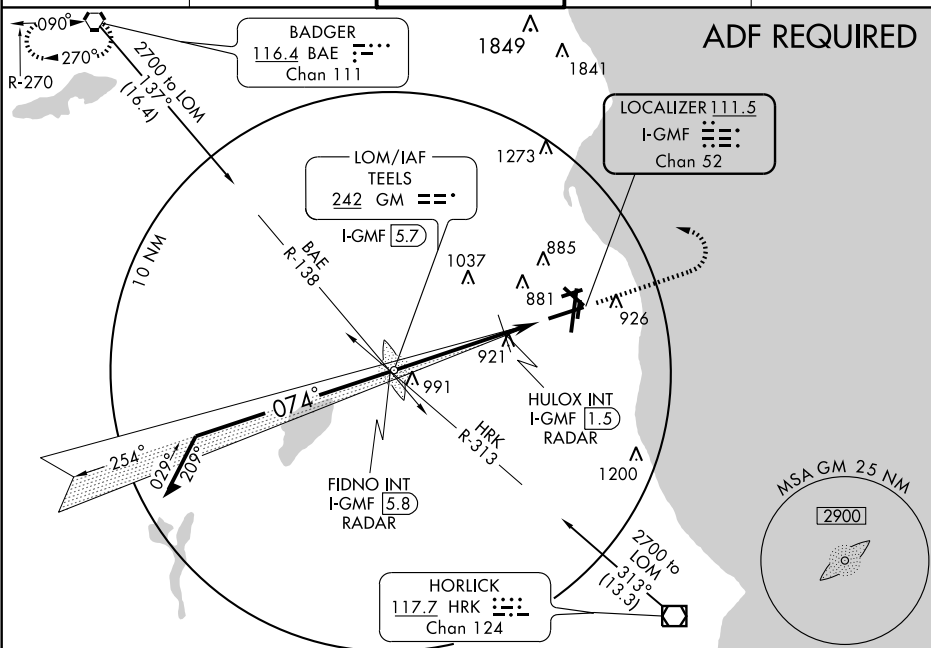 090°
270°
R-270
BADGER
116.4 BAE
Chan 111
2700 to LOM
137°
(16.4)
1849
1841
ADF REQUIRED
LOCALIZER 111.5
I-GMF
Chan 52
1273
LOM/IAF
TEELS
242 GM
I-GMF 5.7
10 NM
BAE
R-138
1037
885
881
926
921
991
074°
254°
029°
209°
HULOX INT
I-GMF 1.5
RADAR
HRK
R-313
FIDNO INT
I-GMF 5.8
RADAR
1200
2700 to
LOM
313°
(13.3)
HORLICK
117.7 HRK
Chan 124
MSA GM 25 NM
2900